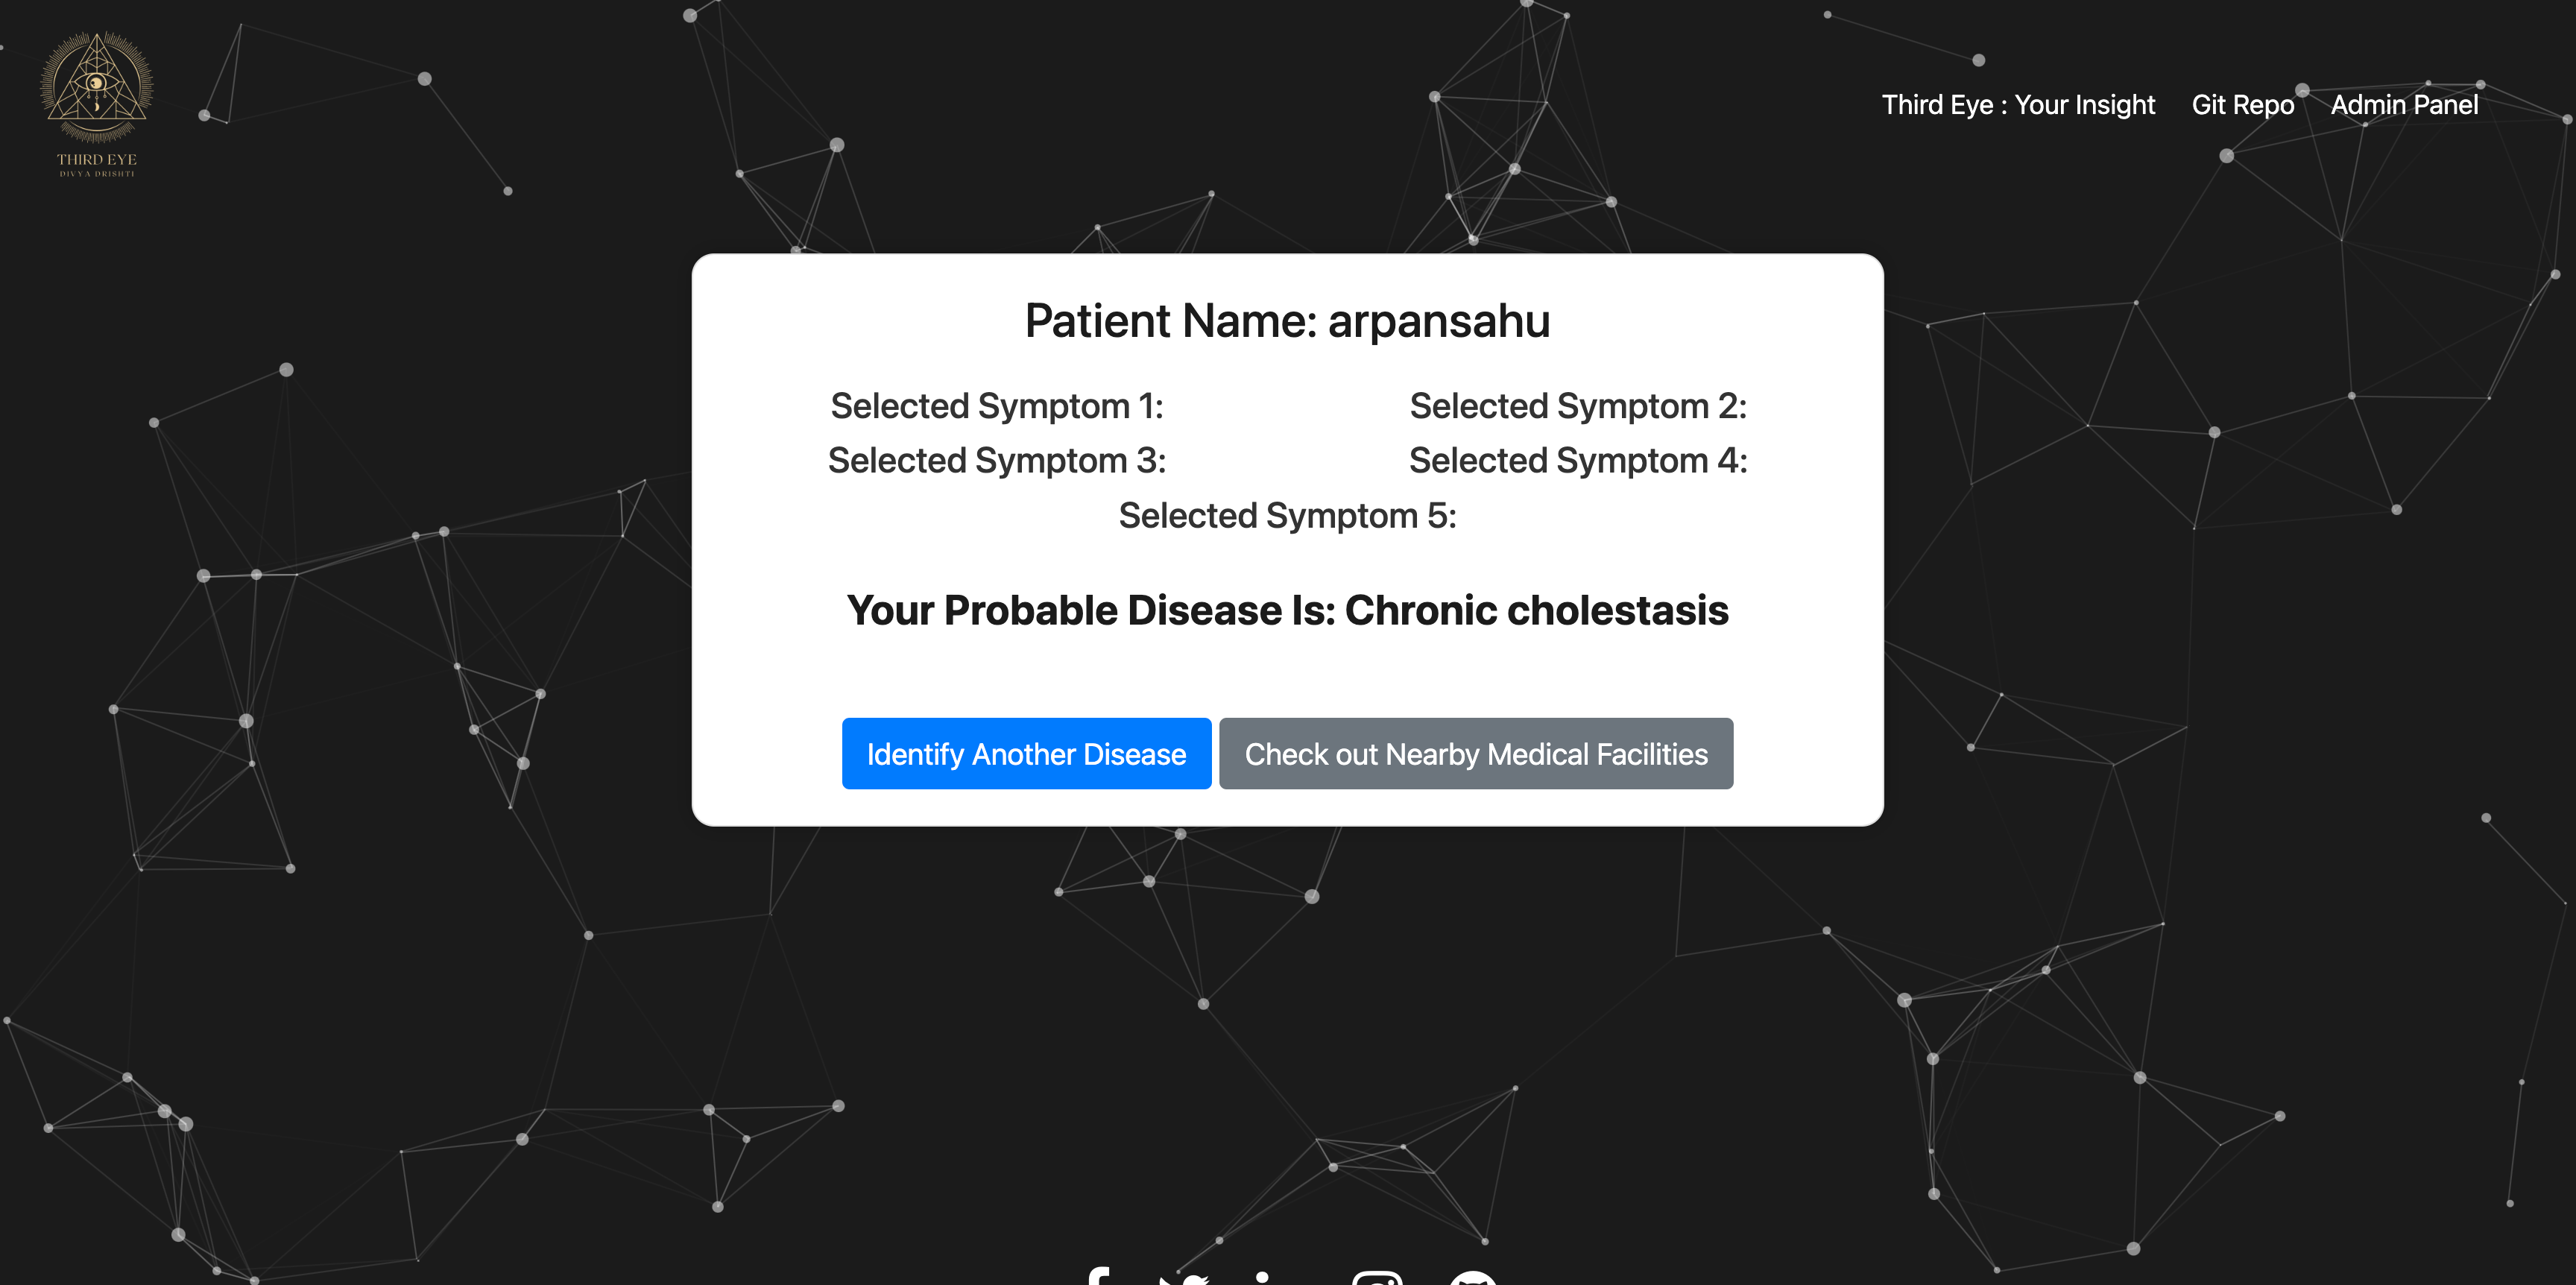 THIRD EYE
DIVYA DRISHTI
Third Eye : Your Insight Git Repo Admin Panel
Patient Name: arpansahu
Selected Symptom 1: Selected Symptom 2:
Selected Symptom 3: Selected Symptom 4:
Selected Symptom 5:
Your Probable Disease Is: Chronic cholestasis
Identify Another Disease Check out Nearby Medical Facilities